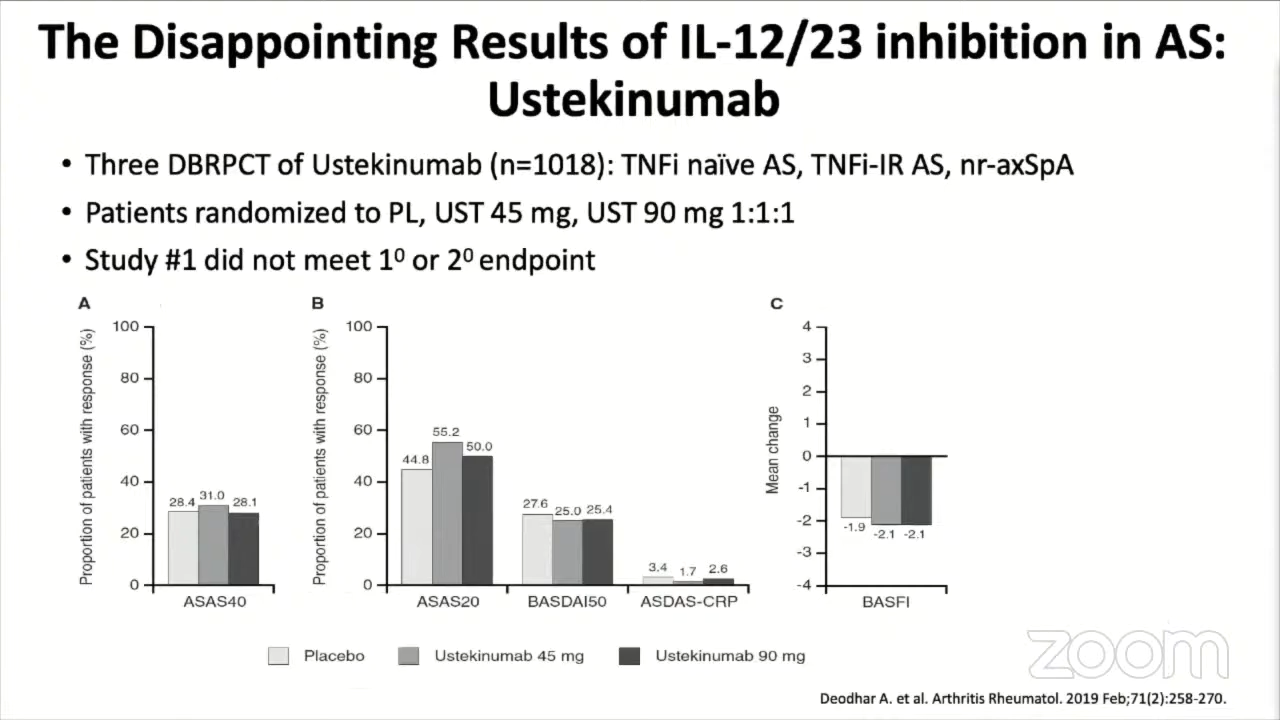 The Disappointing Results of IL-12/23 inhibition in AS:
Ustekinumab
• Three DBRPCT of Ustekinumab (n=1018): TNFi naïve AS, TNFi-IR AS, nr-axSpA
• Patients randomized to PL, UST 45 mg, UST 90 mg 1:1:1
• Study #1 did not meet 1⁰ or 2⁰ endpoint
A
Proportion of patients with response (%)
100
80
60
40
20
0
28.4 31.0 28.1
ASAS40
B
Proportion of patients with response (%)
100
80
60
40
20
0
44.8 55.2 50.0
27.6 25.0 25.4
3.4 1.7 2.6
ASAS20 BASDAI50 ASDAS-CRP
C
Mean change
4
3
2
1
0
-1
-2
-3
-4
-1.9 -2.1 -2.1
BASFI
Placebo Ustekinumab 45 mg Ustekinumab 90 mg
zoom
Deodhar A. et al. Arthritis Rheumatol. 2019 Feb;71(2):258-270.